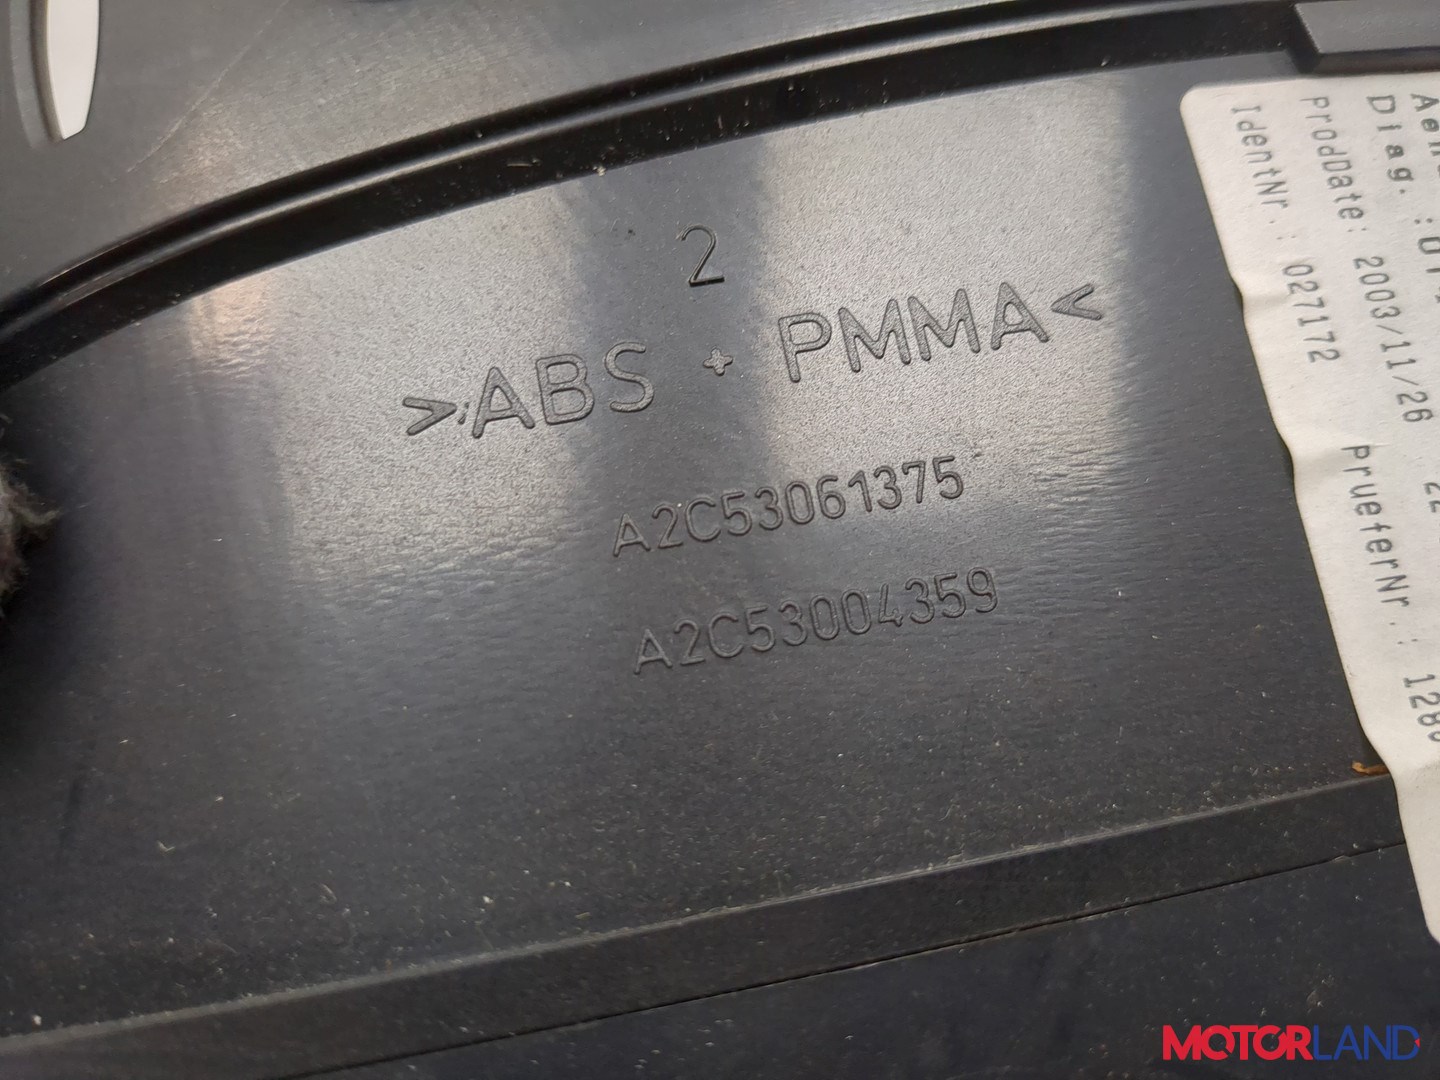 2
>ABS + PMMA<
A2C53061375
A2C53004359
Diag. :
ProdDate: 2003/11/26
PrueferNr.:
IdentNr.: 027172
MOTORLAND